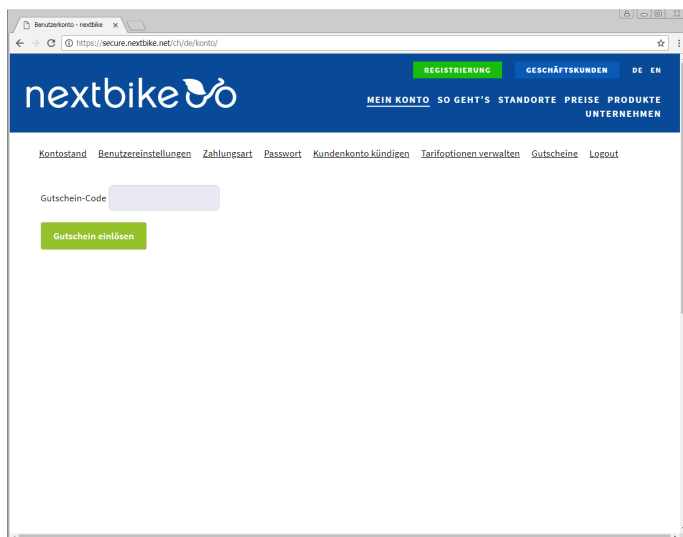 Benutzerkonto - nextbike
https://secure.nextbike.net/ch/de/konto/
REGISTRIERUNG GESCHÄFTSKUNDEN DE EN
nextbike
MEIN KONTO SO GEHT'S STANDORTE PREISE PRODUKTE
UNTERNEHMEN
Kontostand Benutzereinstellungen Zahlungsart Passwort Kundenkonto kündigen Tarifoptionen verwalten Gutscheine Logout
Gutschein-Code
Gutschein einlösen